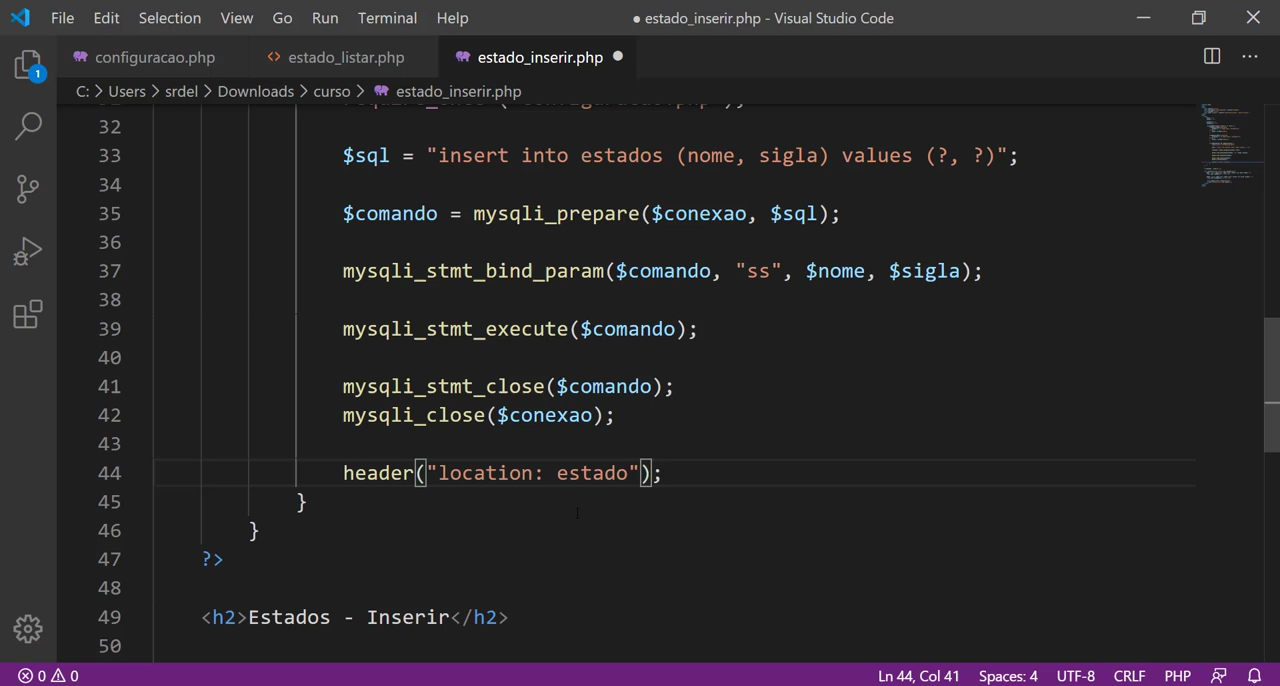 File Edit Selection View Go Run Terminal Help ● estado_inserir.php - Visual Studio Code
configuracao.php <> estado_listar.php estado_inserir.php ●
1
C: > Users > srdel > Downloads > curso > estado_inserir.php
32
33 $sql = "insert into estados (nome, sigla) values (?, ?)";
34
35 $comando = mysqli_prepare($conexao, $sql);
36
37 mysqli_stmt_bind_param($comando, "ss", $nome, $sigla);
38
39 mysqli_stmt_execute($comando);
40
41 mysqli_stmt_close($comando);
42 mysqli_close($conexao);
43
44 header("location: estado");
45 }
46 }
47 ?>
48
49 <h2>Estados - Inserir</h2>
50
0 0 Ln 44, Col 41 Spaces: 4 UTF-8 CRLF PHP